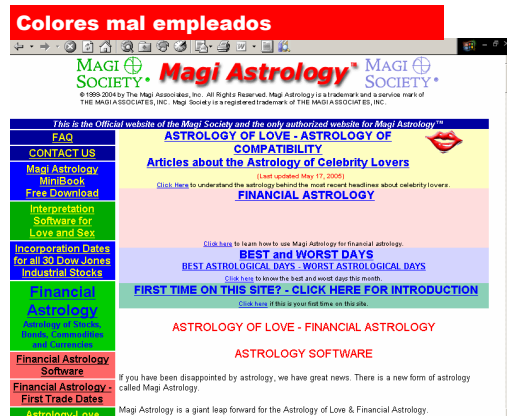 Colores mal empleados
MAGI SOCIETY®
Magi Astrology™
MAGI SOCIETY®
©1999-2004 by The Magi Associates, Inc. All Rights Reserved. Magi Astrology is a trademark and a service mark of
THE MAGI ASSOCIATES, INC. Magi Society is a registered trademark of THE MAGI ASSOCIATES, INC.
This is the Official website of the Magi Society and the only authorized website for Magi Astrology™
FAQ
CONTACT US
Magi Astrology
MiniBook
Free Download
Interpretation
Software for
Love and Sex
Incorporation Dates
for all 30 Dow Jones
Industrial Stocks
Financial
Astrology
Astrology of Stocks,
Bonds, Commodities
and Currencies
Financial Astrology
Software
Financial Astrology -
First Trade Dates
Astrology-Love
ASTROLOGY OF LOVE - ASTROLOGY OF
COMPATIBILITY
Articles about the Astrology of Celebrity Lovers
(Last updated May 17, 2005)
Click Here to understand the astrology behind the most recent headlines about celebrity lovers.
FINANCIAL ASTROLOGY
Click here to learn how to use Magi Astrology for financial astrology.
BEST and WORST DAYS
BEST ASTROLOGICAL DAYS - WORST ASTROLOGICAL DAYS
Click here to know the best and worst days this month.
FIRST TIME ON THIS SITE? - CLICK HERE FOR INTRODUCTION
Click here if this is your first time on this site.
ASTROLOGY OF LOVE - FINANCIAL ASTROLOGY
ASTROLOGY SOFTWARE
If you have been disappointed by astrology, we have great news. There is a new form of astrology
called Magi Astrology.
Magi Astrology is a giant leap forward for the Astrology of Love & Financial Astrology.